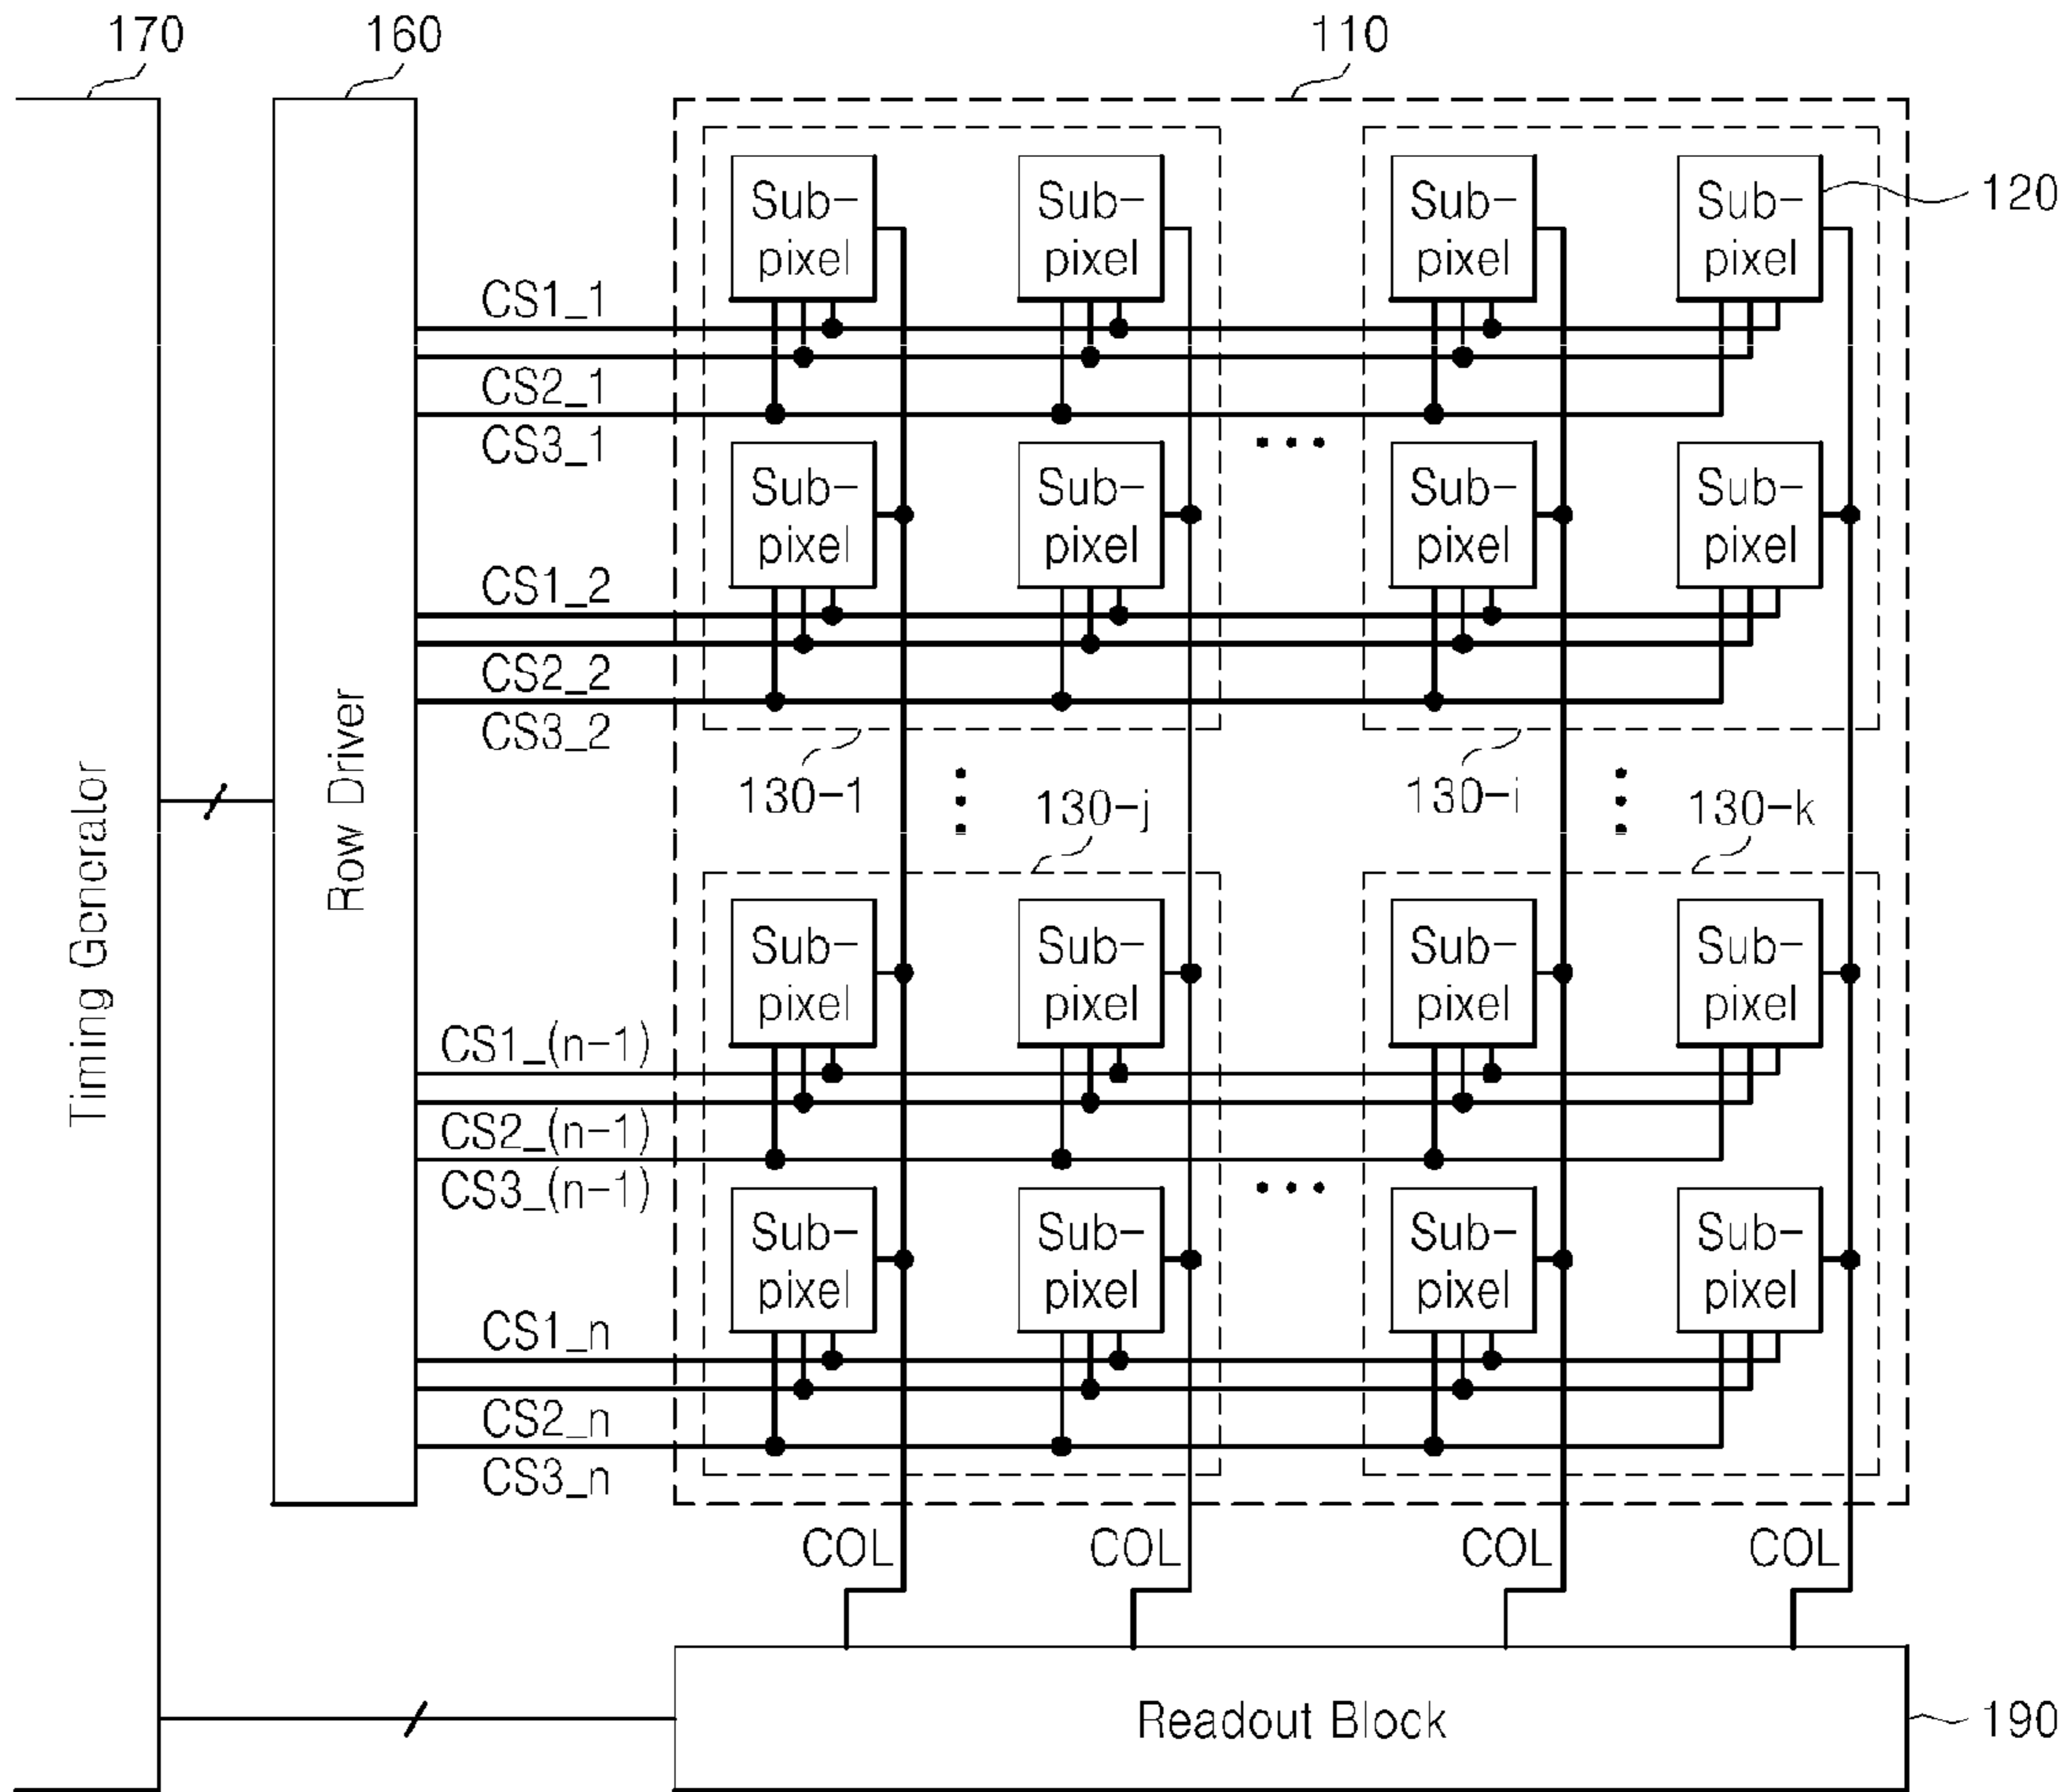 170
160
110
Sub-
pixel
Sub-
pixel
Sub-
pixel
Sub-
pixel
120
CS1_1
CS2_1
CS3_1
Sub-
pixel
Sub-
pixel
Sub-
pixel
Sub-
pixel
CS1_2
CS2_2
CS3_2
130-1
130-j
130-i
130-k
Timing Generator
Row Driver
Sub-
pixel
Sub-
pixel
Sub-
pixel
Sub-
pixel
CS1_(n-1)
CS2_(n-1)
CS3_(n-1)
Sub-
pixel
Sub-
pixel
Sub-
pixel
Sub-
pixel
CS1_n
CS2_n
CS3_n
COL
COL
COL
COL
Readout Block
190